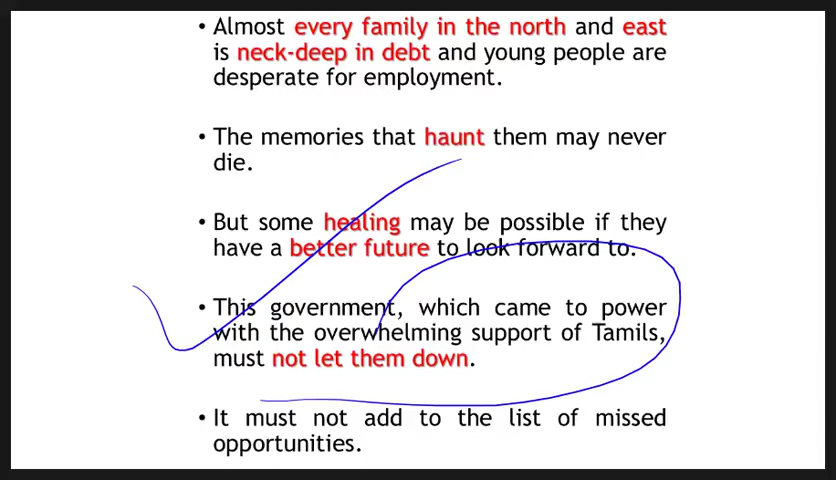 • Almost every family in the north and east
is neck-deep in debt and young people are
desperate for employment.
• The memories that haunt them may never
die.
• But some healing may be possible if they
have a better future to look forward to.
• This government, which came to power
with the overwhelming support of Tamils,
must not let them down.
• It must not add to the list of missed
opportunities.